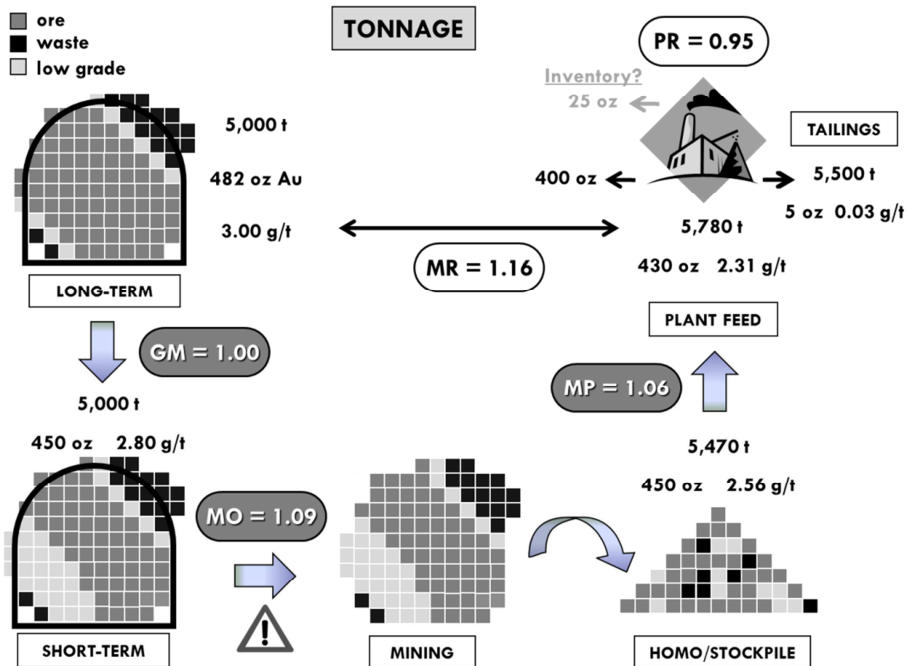 ore
waste
low grade
TONNAGE
PR = 0.95
Inventory?
25 oz
TAILINGS
5,000 t
482 oz Au
3.00 g/t
400 oz
5,500 t
5 oz 0.03 g/t
5,780 t
430 oz 2.31 g/t
MR = 1.16
LONG-TERM
PLANT FEED
GM = 1.00
MP = 1.06
5,000 t
450 oz 2.80 g/t
5,470 t
450 oz 2.56 g/t
MO = 1.09
!
SHORT-TERM
MINING
HOMO/STOCKPILE